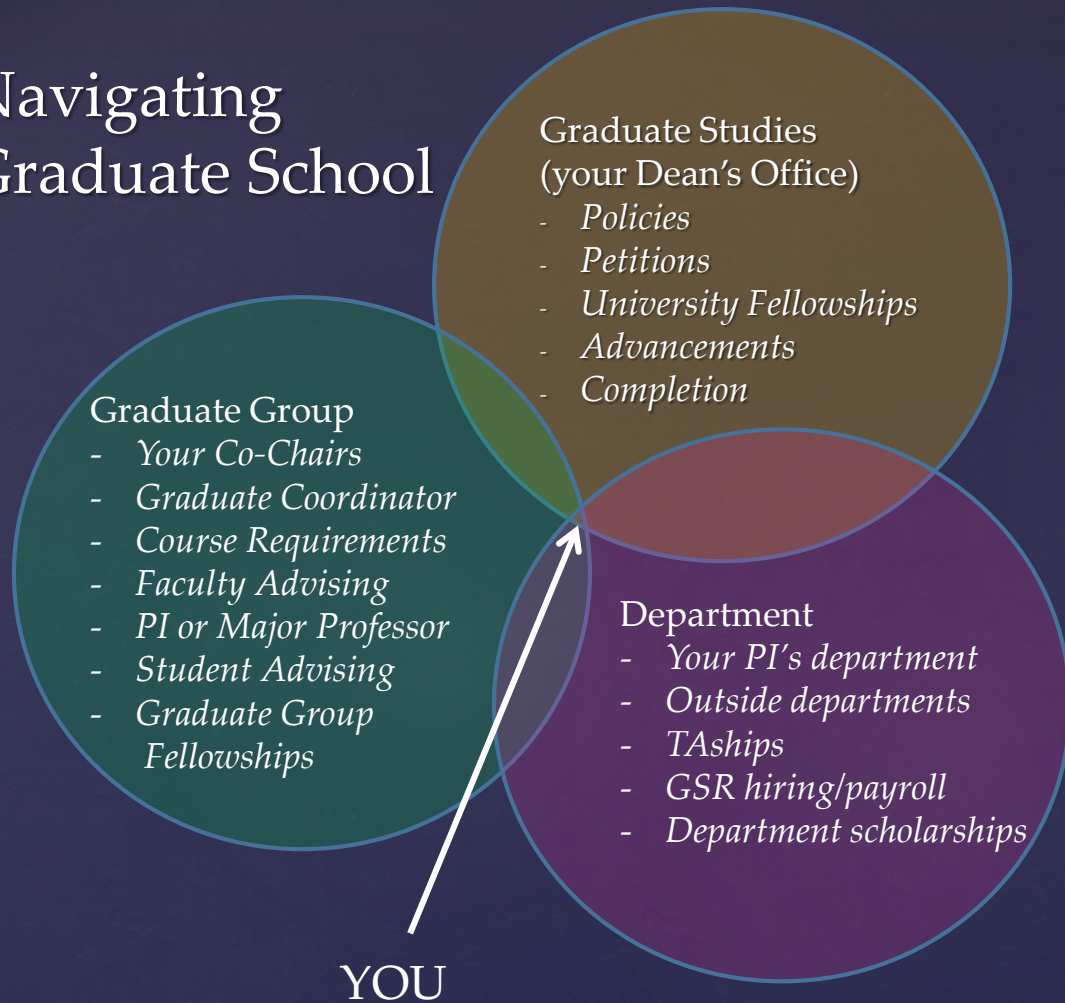 Navigating
Graduate School
Graduate Studies
(your Dean's Office)
- Policies
- Petitions
- University Fellowships
- Advancements
- Completion
Graduate Group
- Your Co-Chairs
- Graduate Coordinator
- Course Requirements
- Faculty Advising
- PI or Major Professor
- Student Advising
- Graduate Group
Fellowships
Department
- Your PI's department
- Outside departments
- TAships
- GSR hiring/payroll
- Department scholarships
YOU